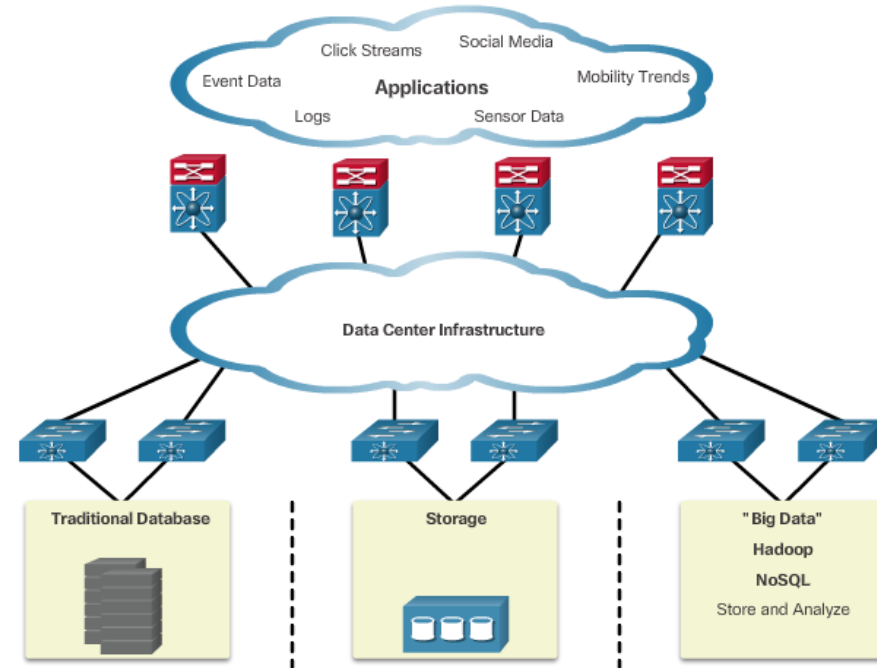 Social Media
Click Streams
Event Data
Mobility Trends
Applications
Logs
Sensor Data
Data Center Infrastructure
Traditional Database
Storage
"Big Data"
Hadoop
NoSQL
Store and Analyze